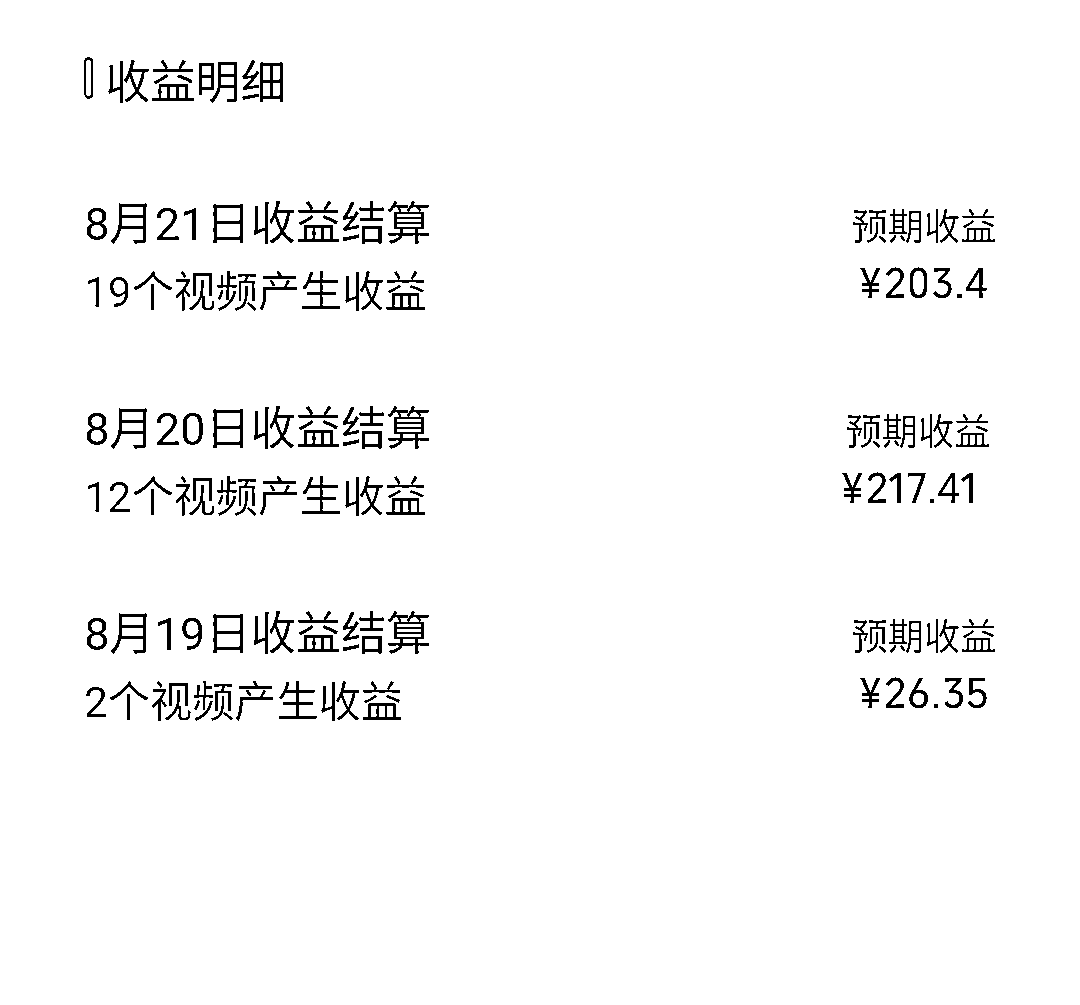 收益明细
8月21日收益结算
预期收益
19个视频产生收益
¥203.4
8月20日收益结算
预期收益
12个视频产生收益
¥217.41
8月19日收益结算
预期收益
2个视频产生收益
¥26.35